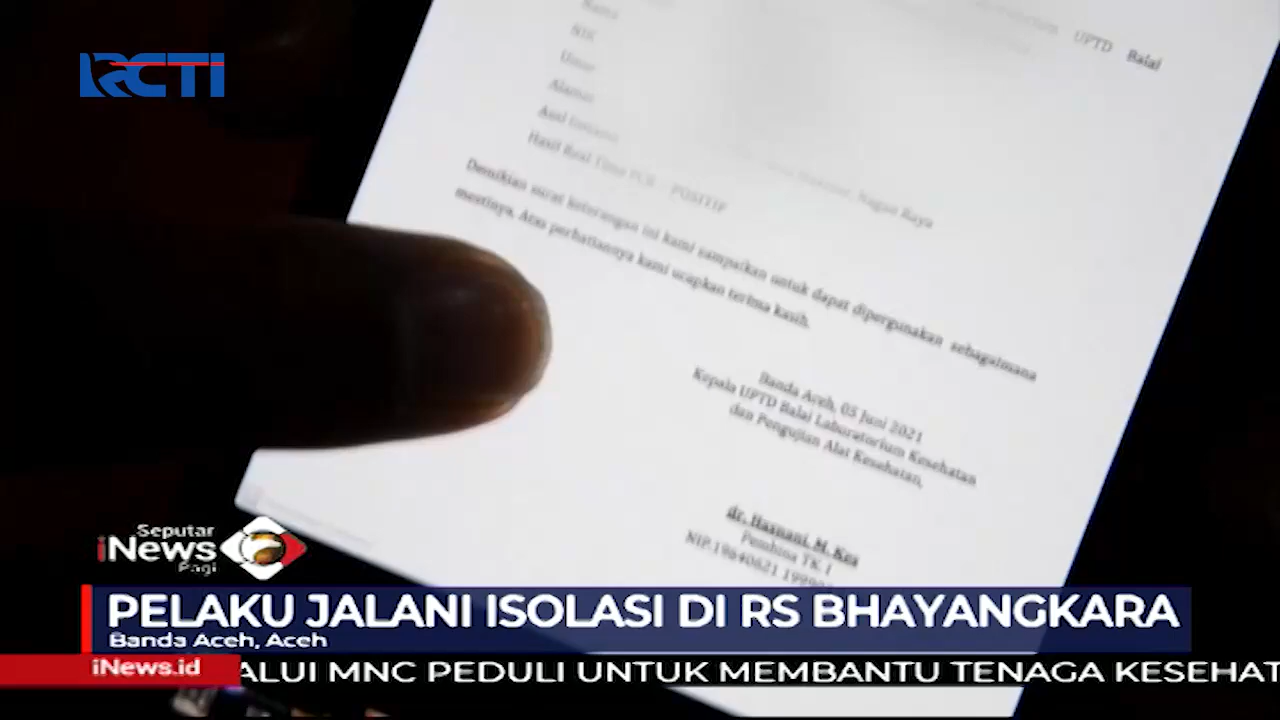 RCTI
UPTD Balai
Nama
NIK
Umur
Alamat
Hasil Real Time PCR : POSITIF
Nagan Raya
Demikian surat keterangan ini kami sampaikan untuk dapat dipergunakan sebagaimana
mestinya. Atas perhatiannya kami ucapkan terima kasih.
Banda Aceh, 05 Juni 2021
Kepala UPTD Balai Laboratorium Kesehatan
dan Pengujian Alat Kesehatan,
dr. Hasnani, M. Kes
Pembina TK. I
NIP.19640621
Seputar
iNews
Pagi
PELAKU JALANI ISOLASI DI RS BHAYANGKARA
Banda Aceh, Aceh
iNews.id
ALUI MNC PEDULI UNTUK MEMBANTU TENAGA KESEHAT